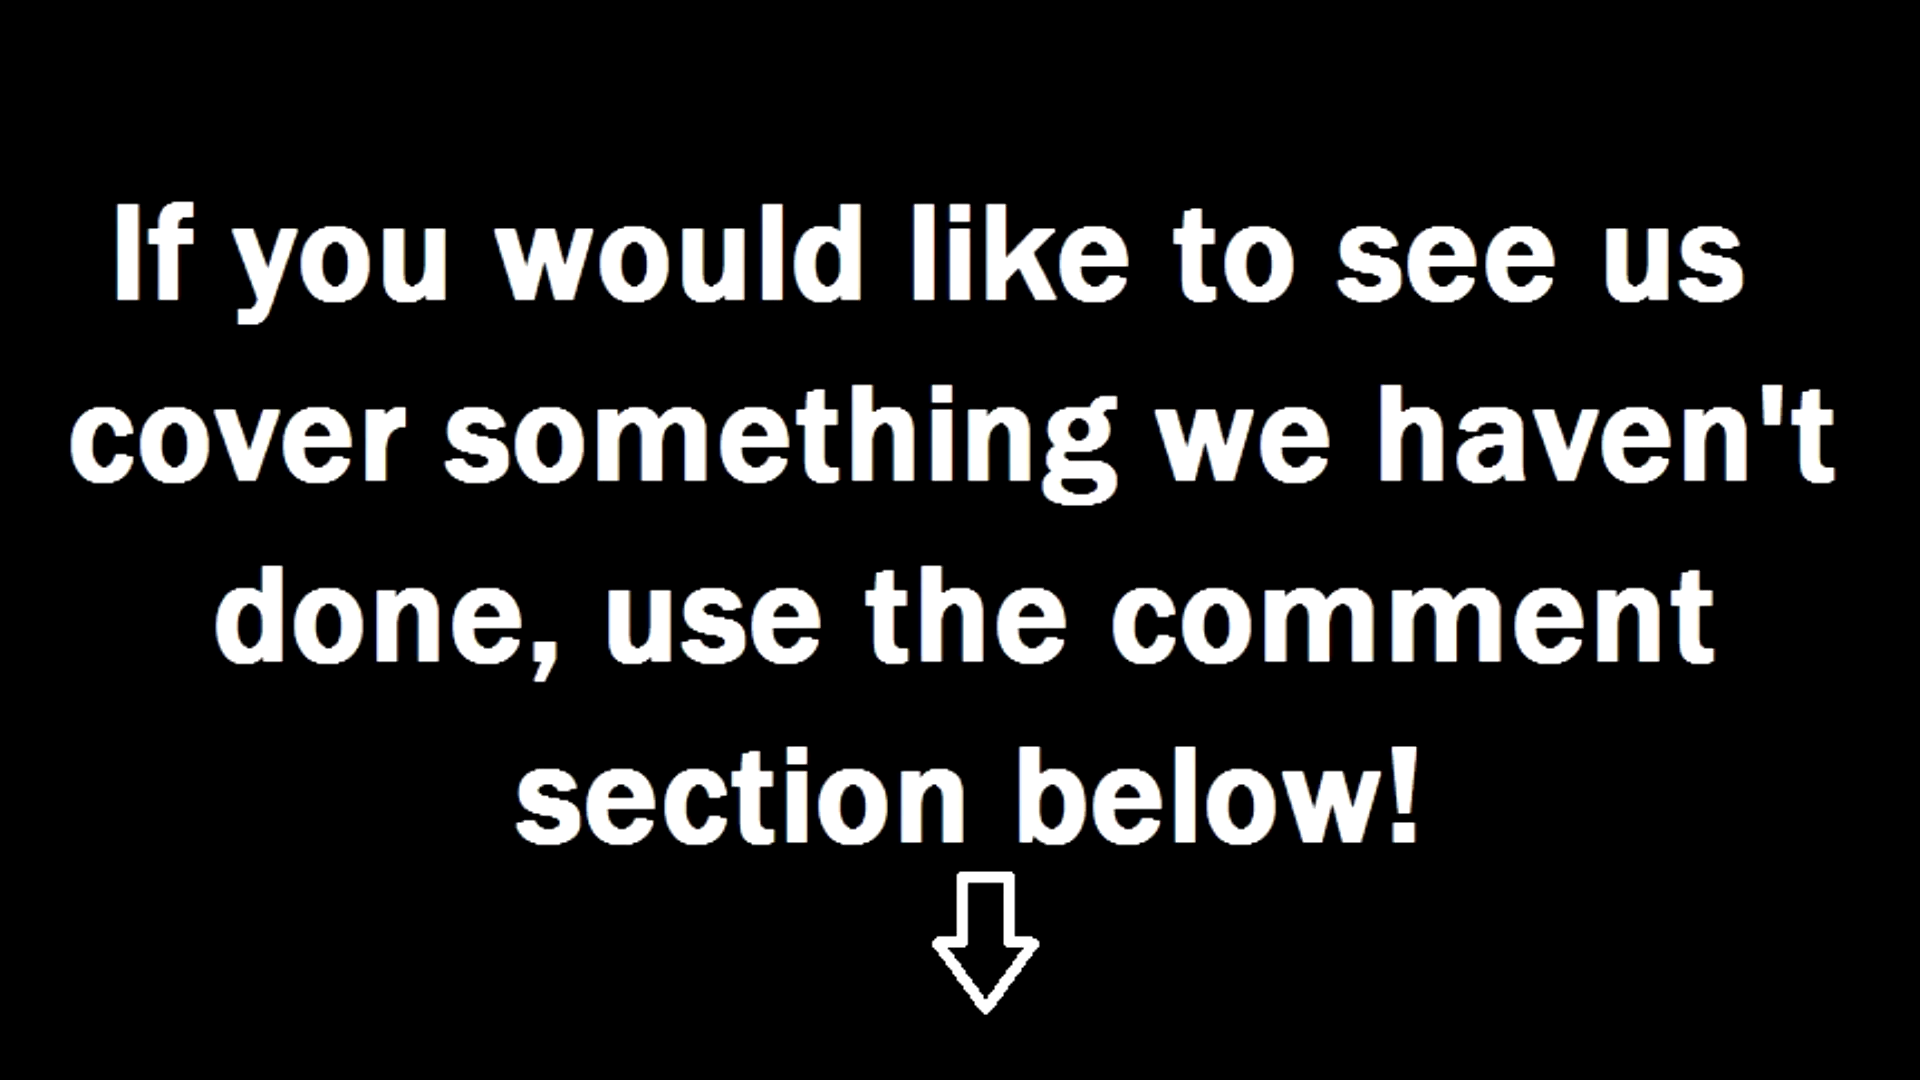 If you would like to see us
cover something we haven't
done, use the comment
section below!